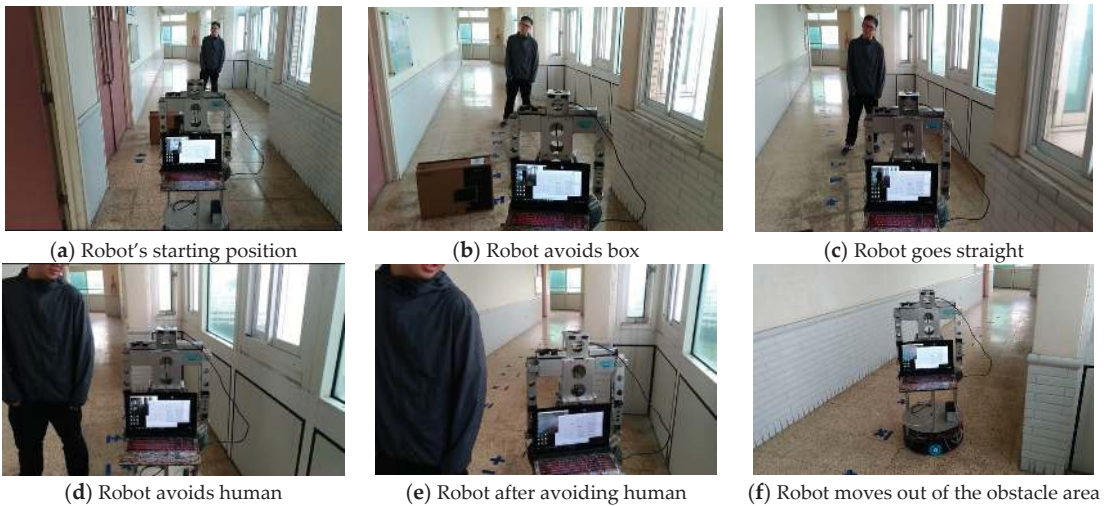 (a) Robot's starting position
(b) Robot avoids box
(c) Robot goes straight
(d) Robot avoids human
(e) Robot after avoiding human
(f) Robot moves out of the obstacle area